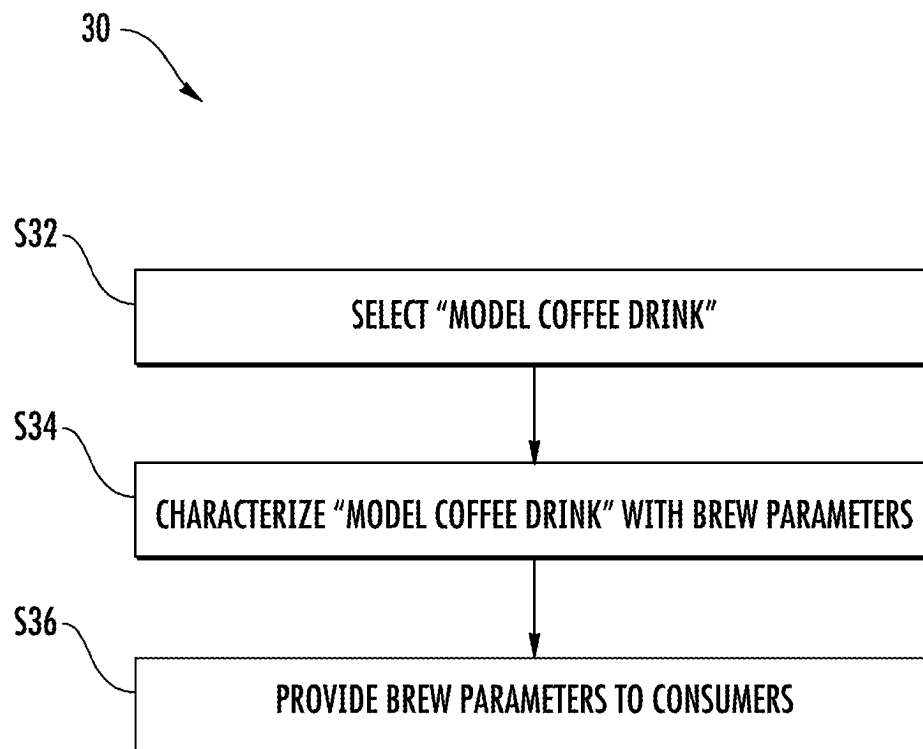 30
S32
SELECT “MODEL COFFEE DRINK”
S34
CHARACTERIZE “MODEL COFFEE DRINK” WITH BREW PARAMETERS
S36
PROVIDE BREW PARAMETERS TO CONSUMERS